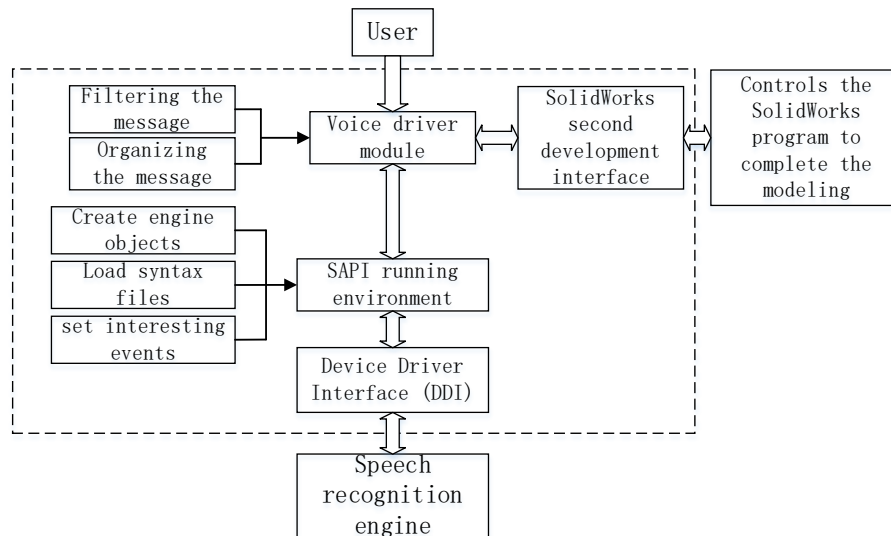 User
Filtering the
message
Organizing
the message
Voice driver
module
SolidWorks
second
development
interface
Controls the
SolidWorks
program to
complete the
modeling
Create engine
objects
Load syntax
files
set interesting
events
SAPI running
environment
Device Driver
Interface (DDI)
Speech
recognition
engine